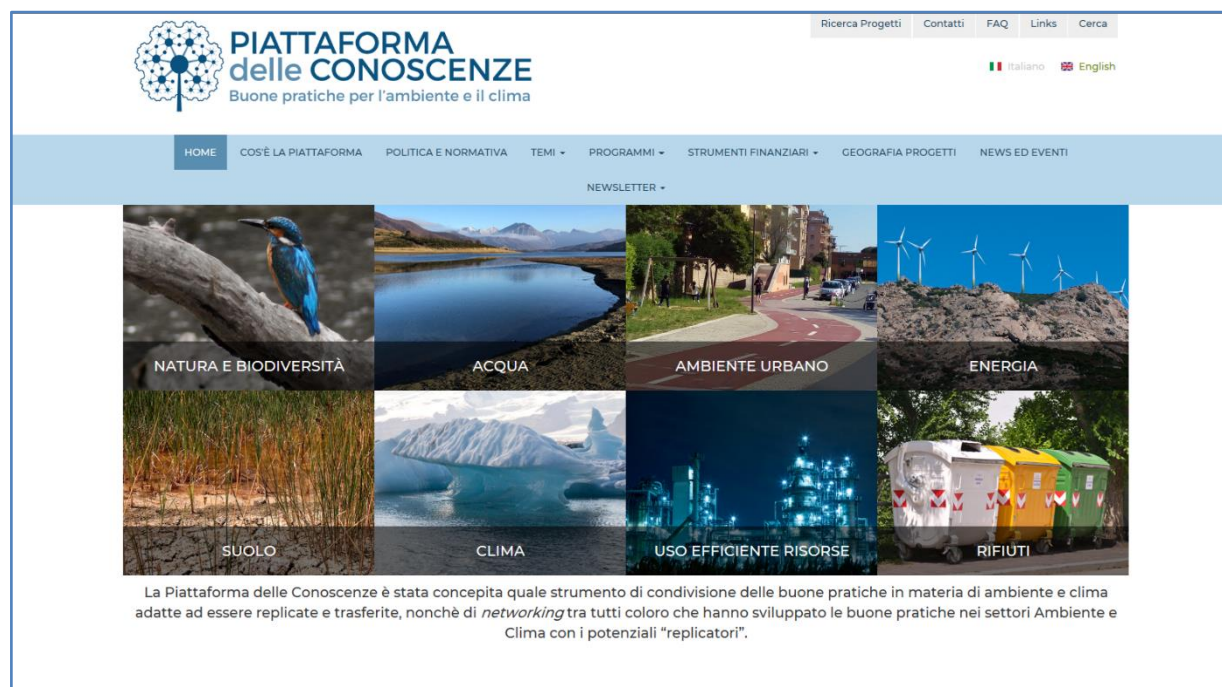 Ricerca Progetti Contatti FAQ Links Cerca
PIATTAFORMA
delle CONOSCENZE
Buone pratiche per l'ambiente e il clima
Italiano English
HOME COS'È LA PIATTAFORMA POLITICA E NORMATIVA TEMI PROGRAMMI STRUMENTI FINANZIARI GEOGRAFIA PROGETTI NEWS ED EVENTI
NEWSLETTER
NATURA E BIODIVERSITÀ ACQUA AMBIENTE URBANO ENERGIA
SUOLO CLIMA USO EFFICIENTE RISORSE RIFIUTI
La Piattaforma delle Conoscenze è stata concepita quale strumento di condivisione delle buone pratiche in materia di ambiente e clima
adatte ad essere replicate e trasferite, nonchè di networking tra tutti coloro che hanno sviluppato le buone pratiche nei settori Ambiente e
Clima con i potenziali “replicatori”.